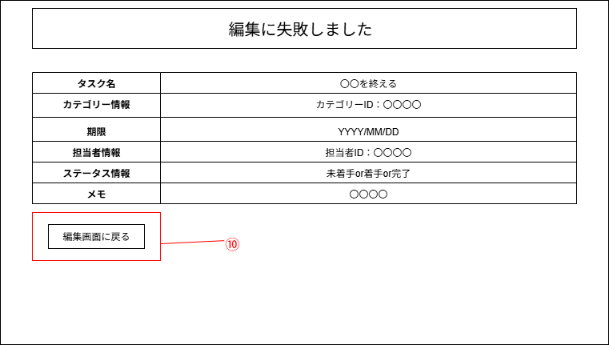 編集に失敗しました
タスク名 〇〇を終える
カテゴリー情報 カテゴリーID：〇〇〇〇
期限 YYYY/MM/DD
担当者情報 担当者ID：〇〇〇〇
ステータス情報 未着手or着手or完了
メモ 〇〇〇〇
編集画面に戻る
⑩